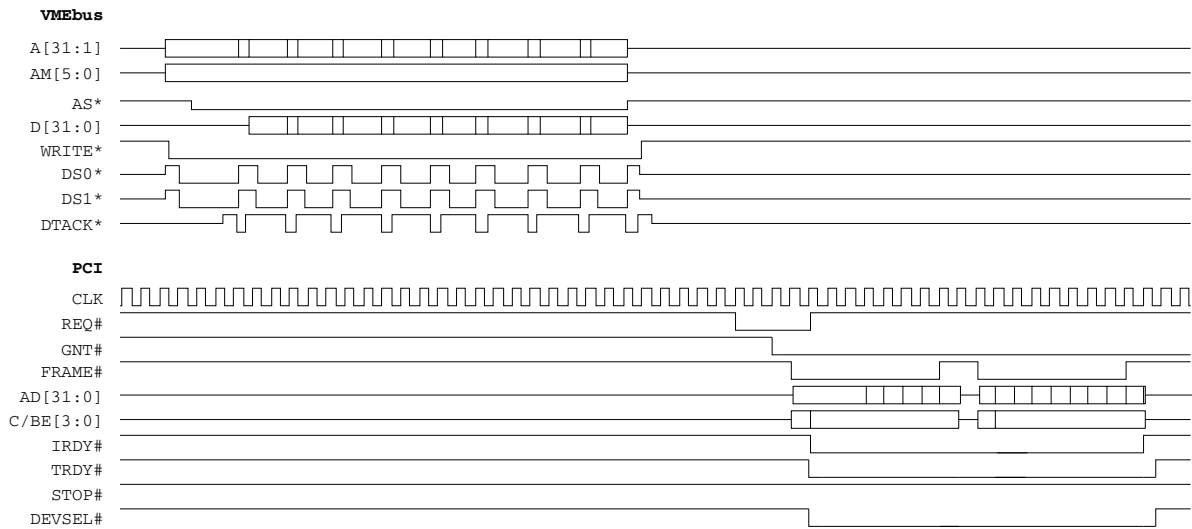 VMEbus
A[31:1]
AM[5:0]
AS*
D[31:0]
WRITE*
DS0*
DS1*
DTACK*
PCI
CLK
REQ#
GNT#
FRAME#
AD[31:0]
C/BE[3:0]
IRDY#
TRDY#
STOP#
DEVSEL#